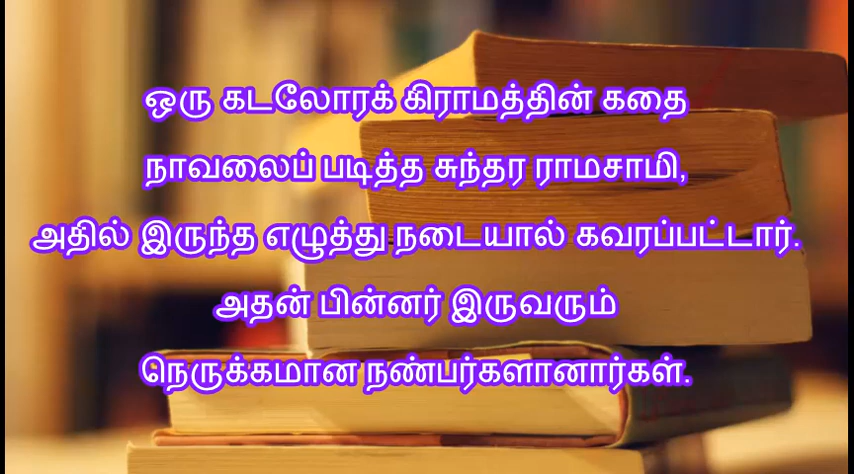 ஒரு கடலோரக் கிராமத்தின் கதை
நாவலைப் படித்த சுந்தர ராமசாமி,
அதில் இருந்த எழுத்து நடையால் கவரப்பட்டார்.
அதன் பின்னர் இருவரும்
நெருக்கமான நண்பர்களானார்கள்.